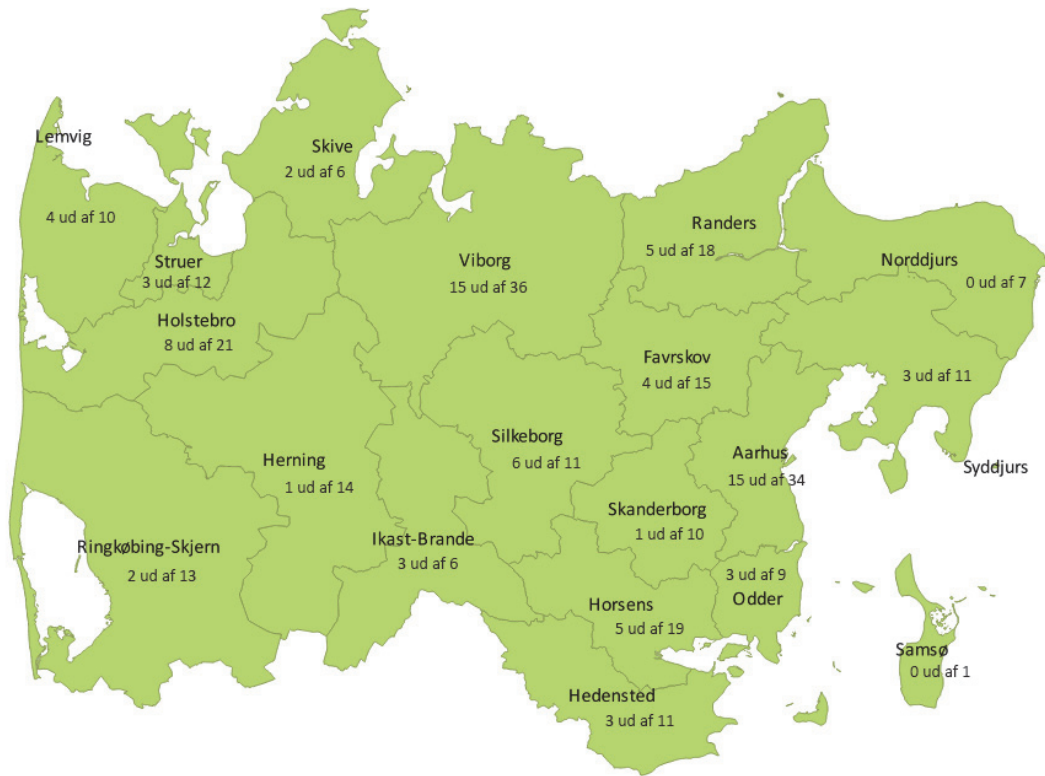 Lemvig
4 ud af 10
Skive
2 ud af 6
Struer
3 ud af 12
Holstebro
8 ud af 21
Viborg
15 ud af 36
Randers
5 ud af 18
Norddjurs
0 ud af 7
Favrskov
4 ud af 15
3 ud af 11
Syddjurs
Silkeborg
6 ud af 11
Aarhus
15 ud af 34
Herning
1 ud af 14
Skanderborg
1 ud af 10
Ringkøbing-Skjern
2 ud af 13
Ikast-Brande
3 ud af 6
3 ud af 9
Odder
Horsens
5 ud af 19
Samsø
0 ud af 1
Hedensted
3 ud af 11